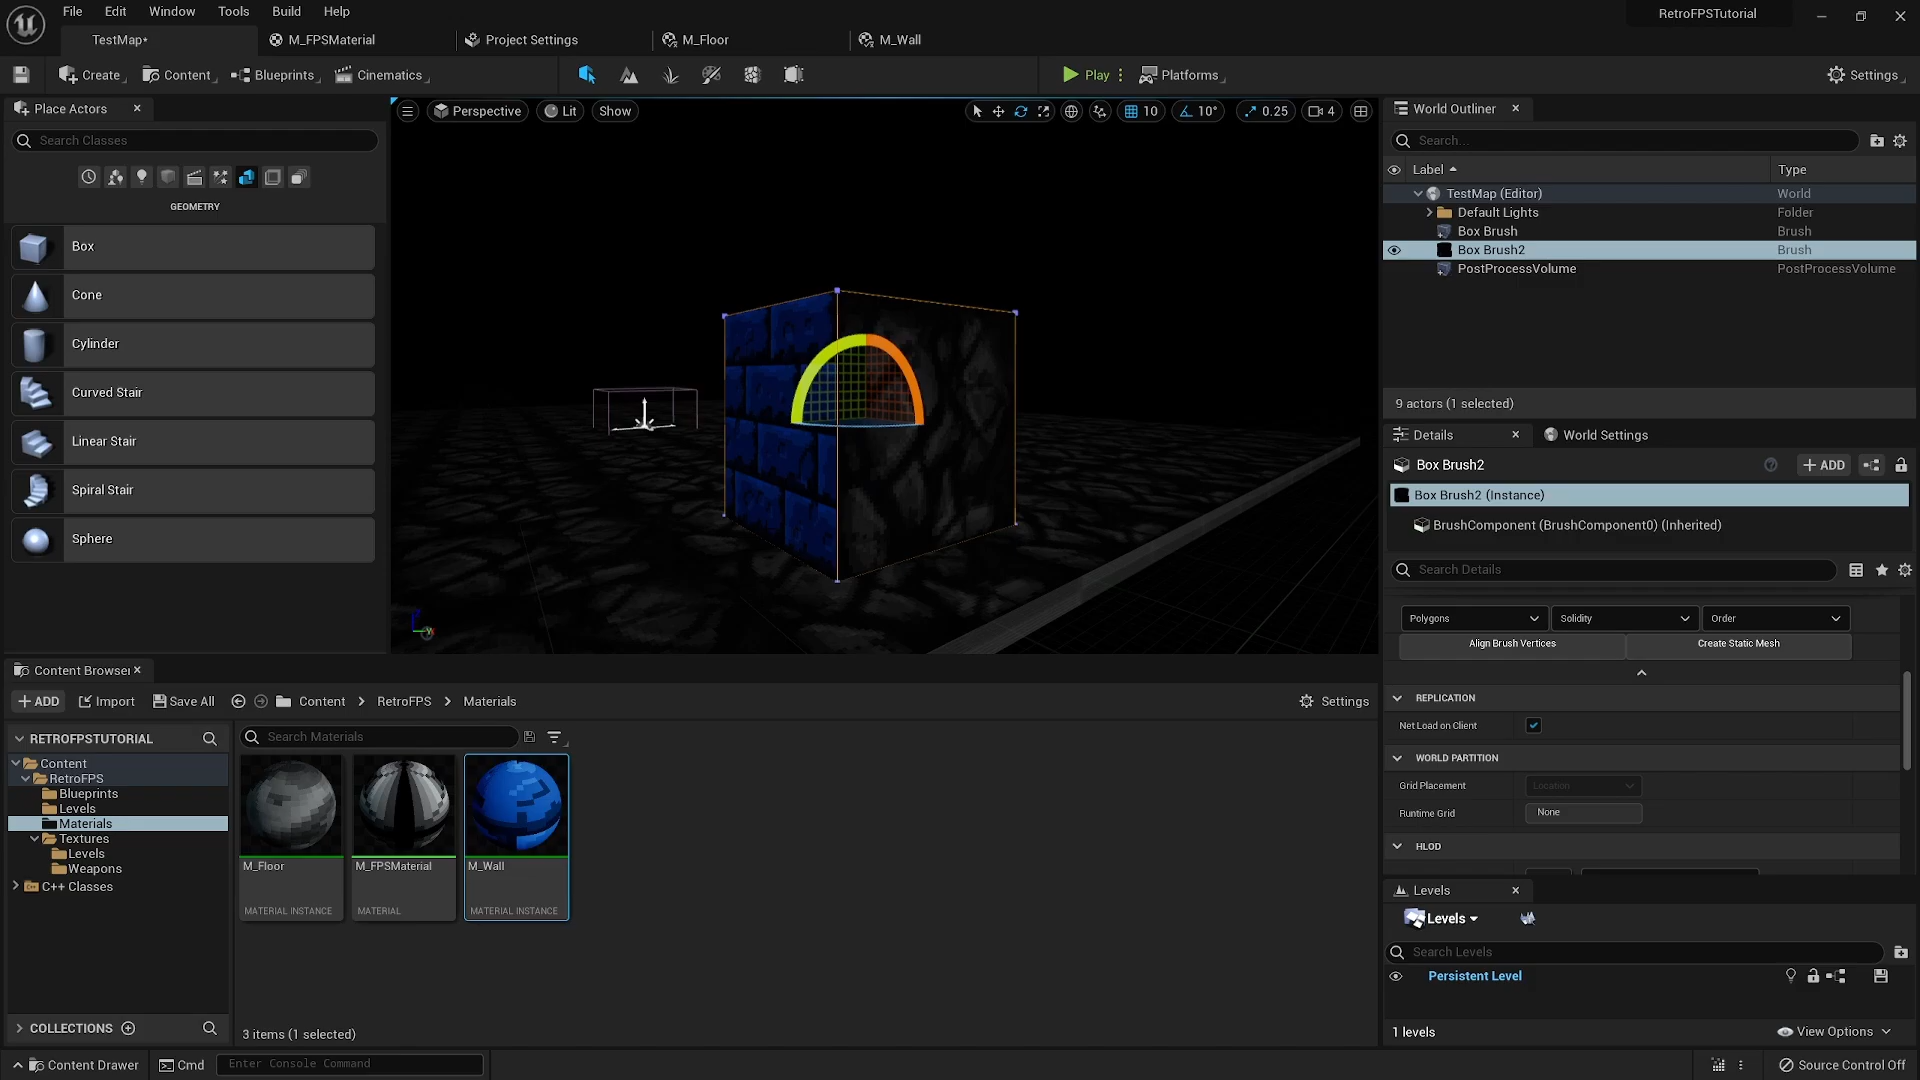 File Edit Window Tools Build Help
RetroFPSTutorial
TestMap•
M_FPSMaterial
Project Settings
M_Floor
M_Wall
Create
Content
Blueprints
Cinematics
Play
Platforms
Settings
Place Actors
Search Classes
GEOMETRY
Box
Cone
Cylinder
Curved Stair
Linear Stair
Spiral Stair
Sphere
Perspective
Lit
Show
10
10°
0.25
4
World Outliner
Search...
Label
Type
TestMap (Editor) World
Default Lights Folder
Box Brush Brush
Box Brush2 Brush
PostProcessVolume PostProcessVolume
9 actors (1 selected)
Details
World Settings
Box Brush2
ADD
Box Brush2 (Instance)
BrushComponent (BrushComponent0) (Inherited)
Search Details
Polygons
Solidity
Order
Align Brush Vertices
Create Static Mesh
REPLICATION
Net Load on Client
WORLD PARTITION
Grid Placement Location
Runtime Grid None
HLOD
Levels
Levels
Search Levels
Persistent Level
1 levels
View Options
Content Browser
ADD
Import
Save All
Content
RetroFPS
Materials
Settings
RETROFPSTUTORIAL
Content
RetroFPS
Blueprints
Levels
Materials
Textures
Levels
Weapons
C++ Classes
COLLECTIONS
Search Materials
M_Floor
MATERIAL INSTANCE
M_FPSMaterial
MATERIAL
M_Wall
MATERIAL INSTANCE
3 items (1 selected)
Content Drawer
Cmd
Enter Console Command
Source Control Off